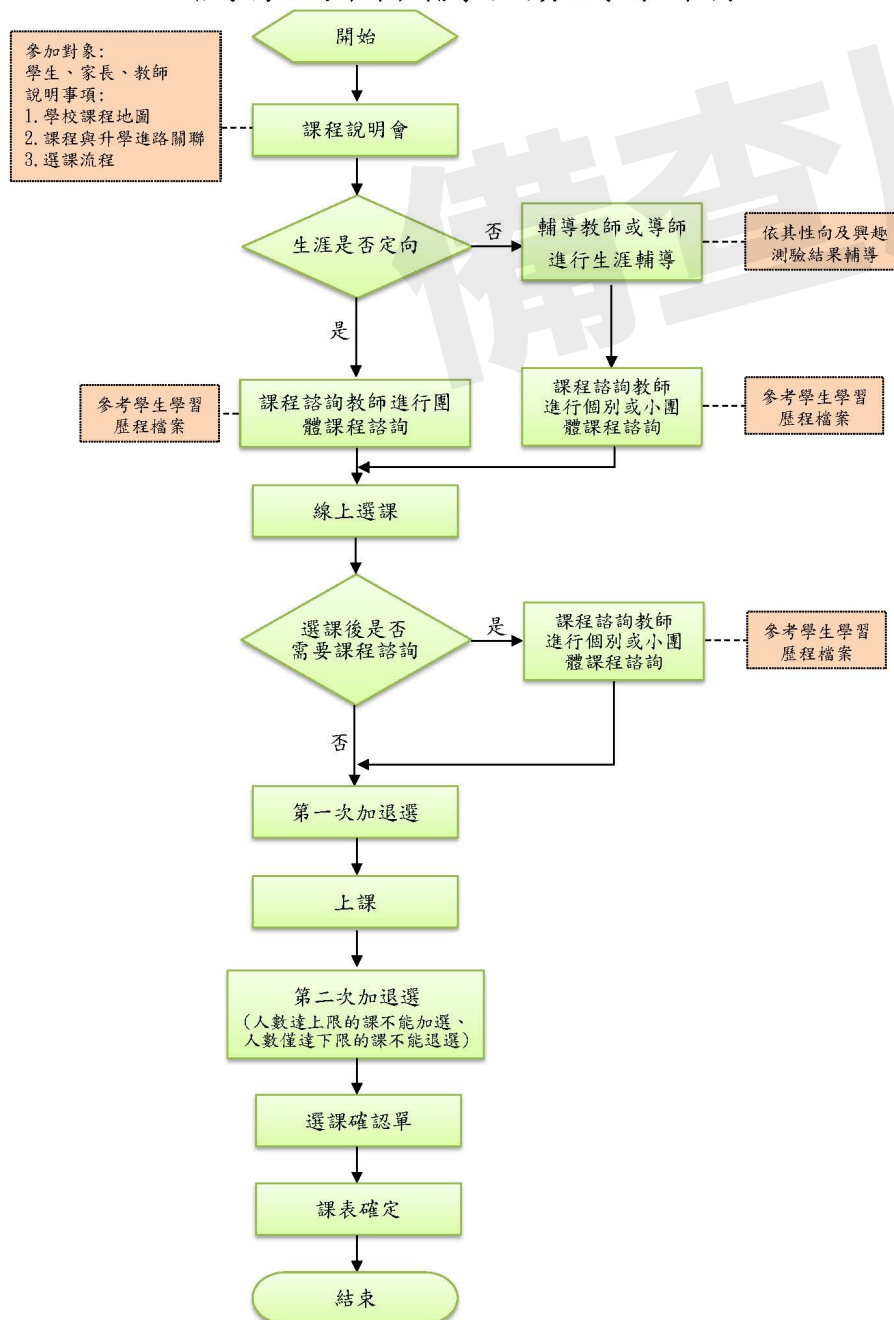 開始
參加對象:
學生、家長、教師
說明事項:
1.學校課程地圖
2.課程與升學進路關聯
3.選課流程
課程說明會
生涯是否定向
否
輔導教師或導師
進行生涯輔導
依其性向及興趣
測驗結果輔導
是
參考學生學習
歷程檔案
課程諮詢教師進行團
體課程諮詢
課程諮詢教師
進行個別或小團
體課程諮詢
參考學生學習
歷程檔案
線上選課
選課後是否
需要課程諮詢
是
課程諮詢教師
進行個別或小團
體課程諮詢
參考學生學習
歷程檔案
否
第一次加退選
上課
第二次加退選
(人數達上限的課不能加選、
人數僅達下限的課不能退選)
選課確認單
課表確定
結束
備查